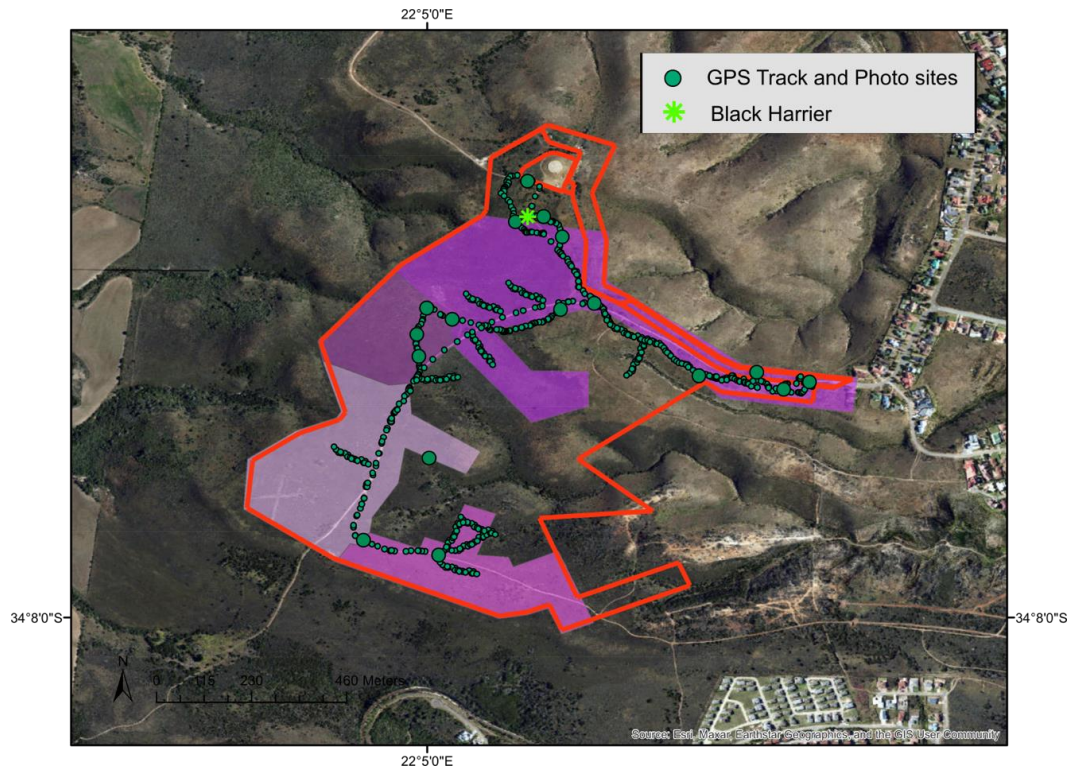 22°5'0"E
GPS Track and Photo sites
Black Harrier
34°8'0"S
34°8'0"S
N
0 115 230 460 Meters
Source: Esri, Maxar, Earthstar Geographics, and the GIS User Community
22°5'0"E